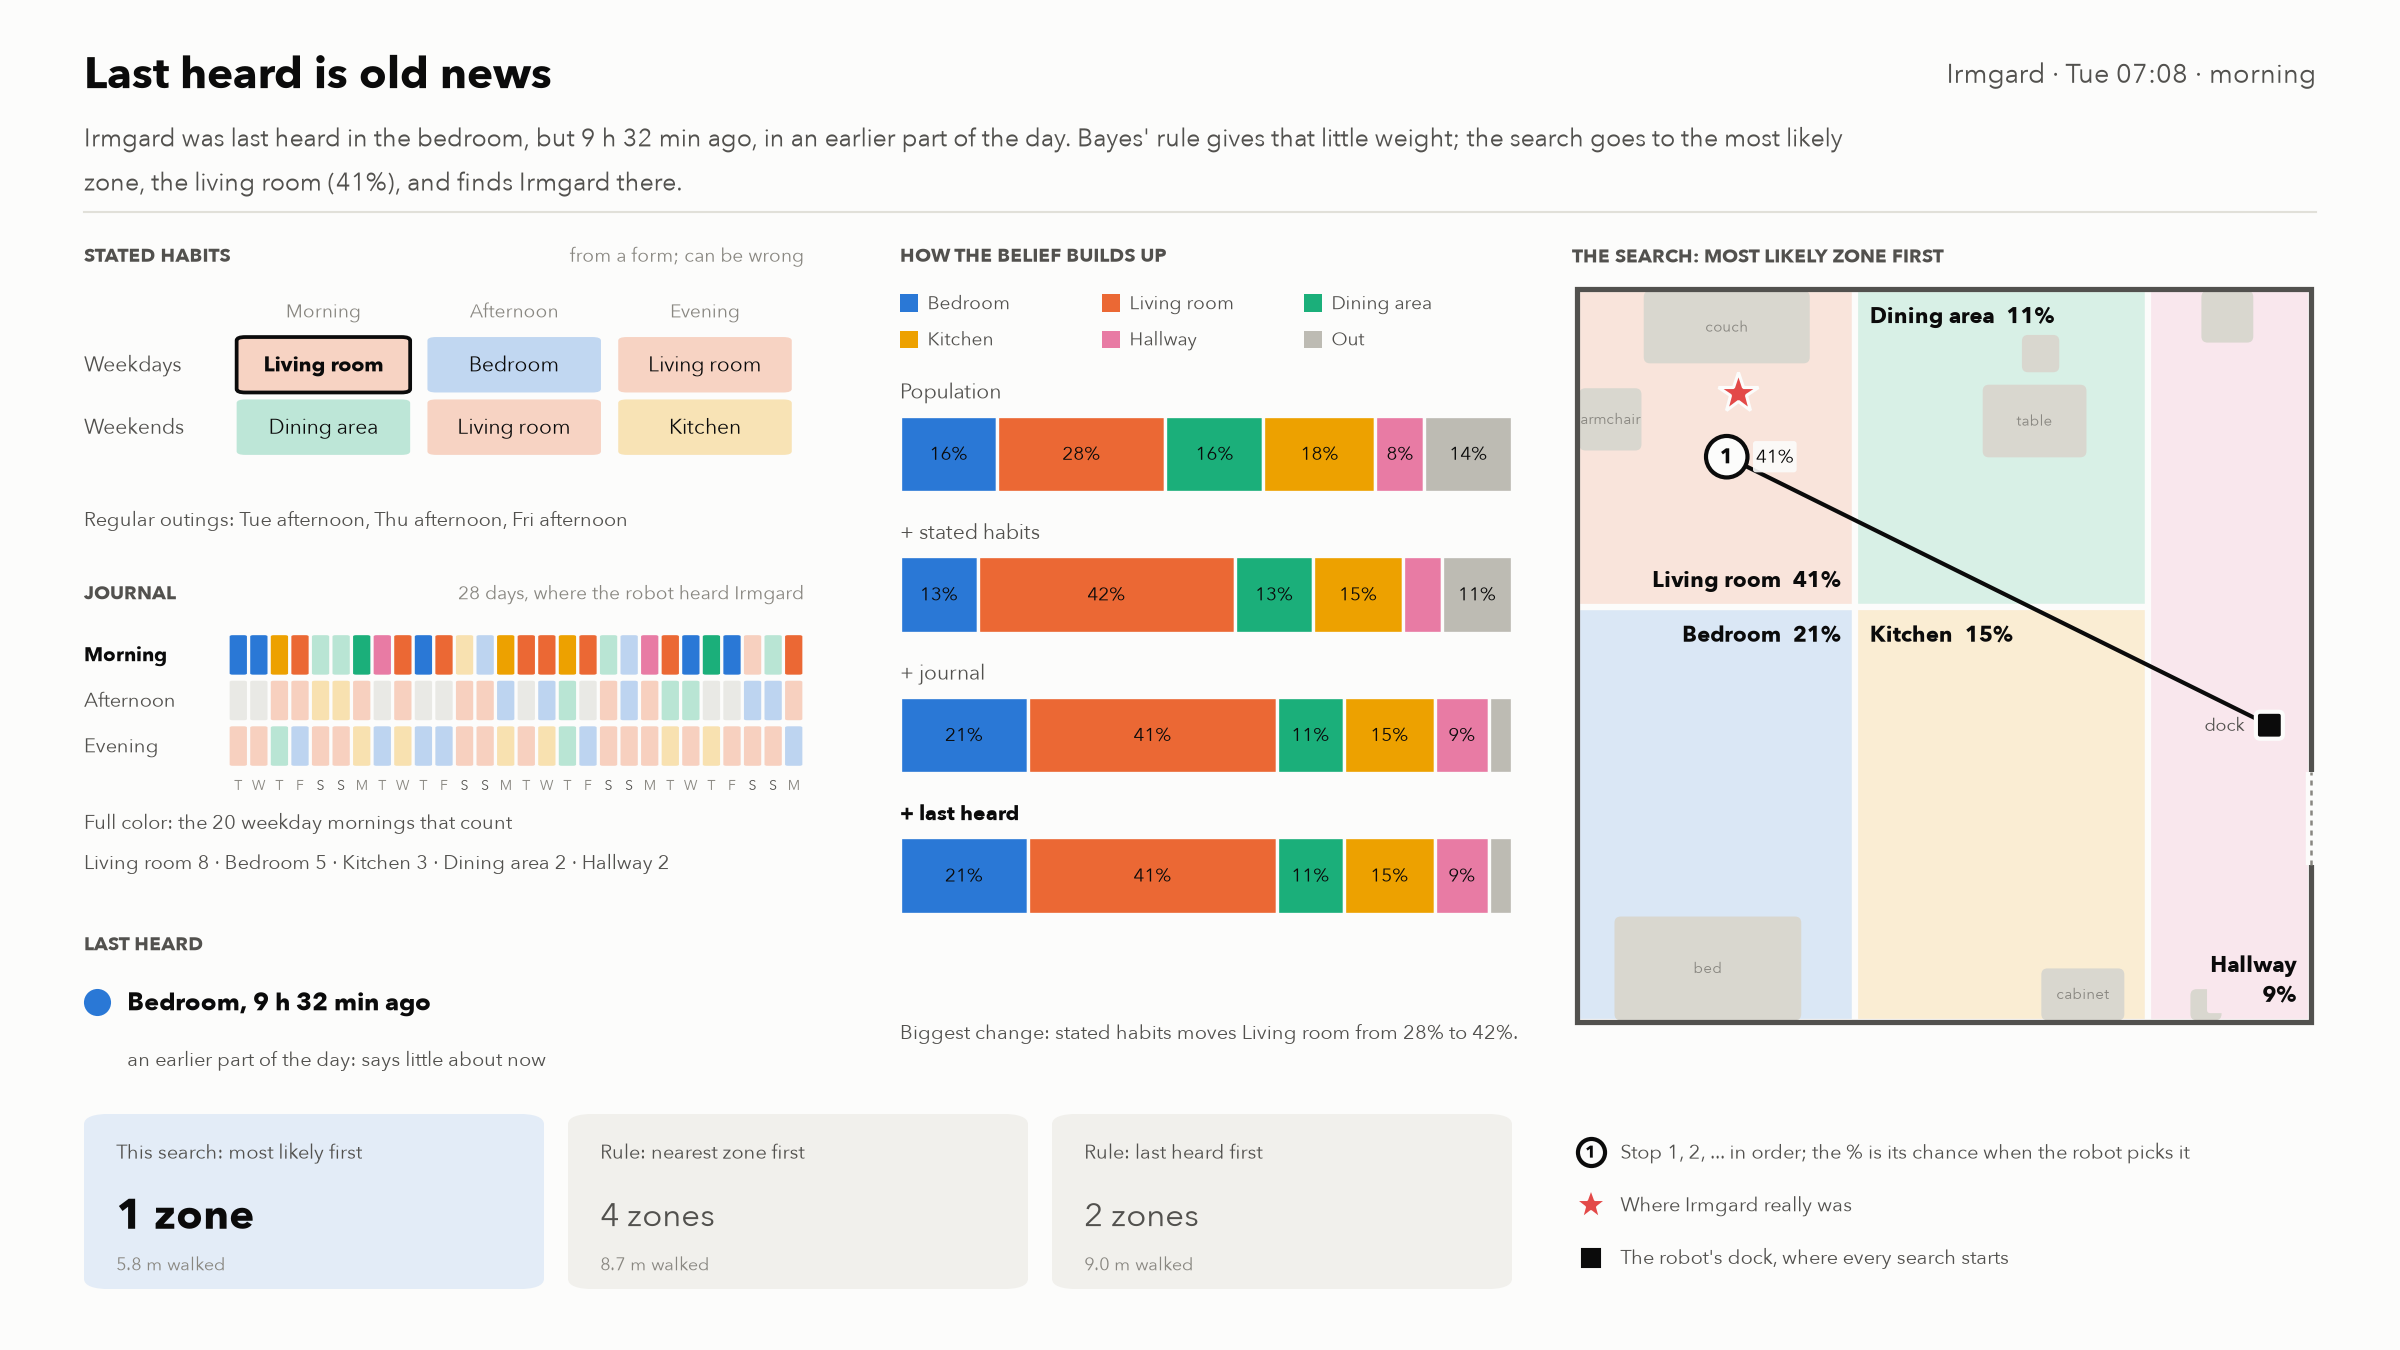 Last heard is old news
Irmgard · Tue 07:08 · morning
Irmgard was last heard in the bedroom, but 9 h 32 min ago, in an earlier part of the day. Bayes' rule gives that little weight; the search goes to the most likely
zone, the living room (41%), and finds Irmgard there.
STATED HABITS
from a form; can be wrong
Morning Afternoon Evening
Weekdays Living room Bedroom Living room
Weekends Dining area Living room Kitchen
Regular outings: Tue afternoon, Thu afternoon, Fri afternoon
JOURNAL
28 days, where the robot heard Irmgard
Morning
Afternoon
Evening
T W T F S S M T W T F S S M T W T F S S M T W T F S S M
Full color: the 20 weekday mornings that count
Living room 8 · Bedroom 5 · Kitchen 3 · Dining area 2 · Hallway 2
LAST HEARD
Bedroom, 9 h 32 min ago
an earlier part of the day: says little about now
HOW THE BELIEF BUILDS UP
Bedroom Living room Dining area
Kitchen Hallway Out
Population
16% 28% 16% 18% 8% 14%
+ stated habits
13% 42% 13% 15% 11%
+ journal
21% 41% 11% 15% 9%
+ last heard
21% 41% 11% 15% 9%
Biggest change: stated habits moves Living room from 28% to 42%.
THE SEARCH: MOST LIKELY ZONE FIRST
couch
Dining area 11%
armchair
table
1 41%
Living room 41%
Bedroom 21%
Kitchen 15%
dock
bed
cabinet
Hallway
9%
This search: most likely first
1 zone
5.8 m walked
Rule: nearest zone first
4 zones
8.7 m walked
Rule: last heard first
2 zones
9.0 m walked
1 Stop 1, 2, ... in order; the % is its chance when the robot picks it
Where Irmgard really was
The robot's dock, where every search starts